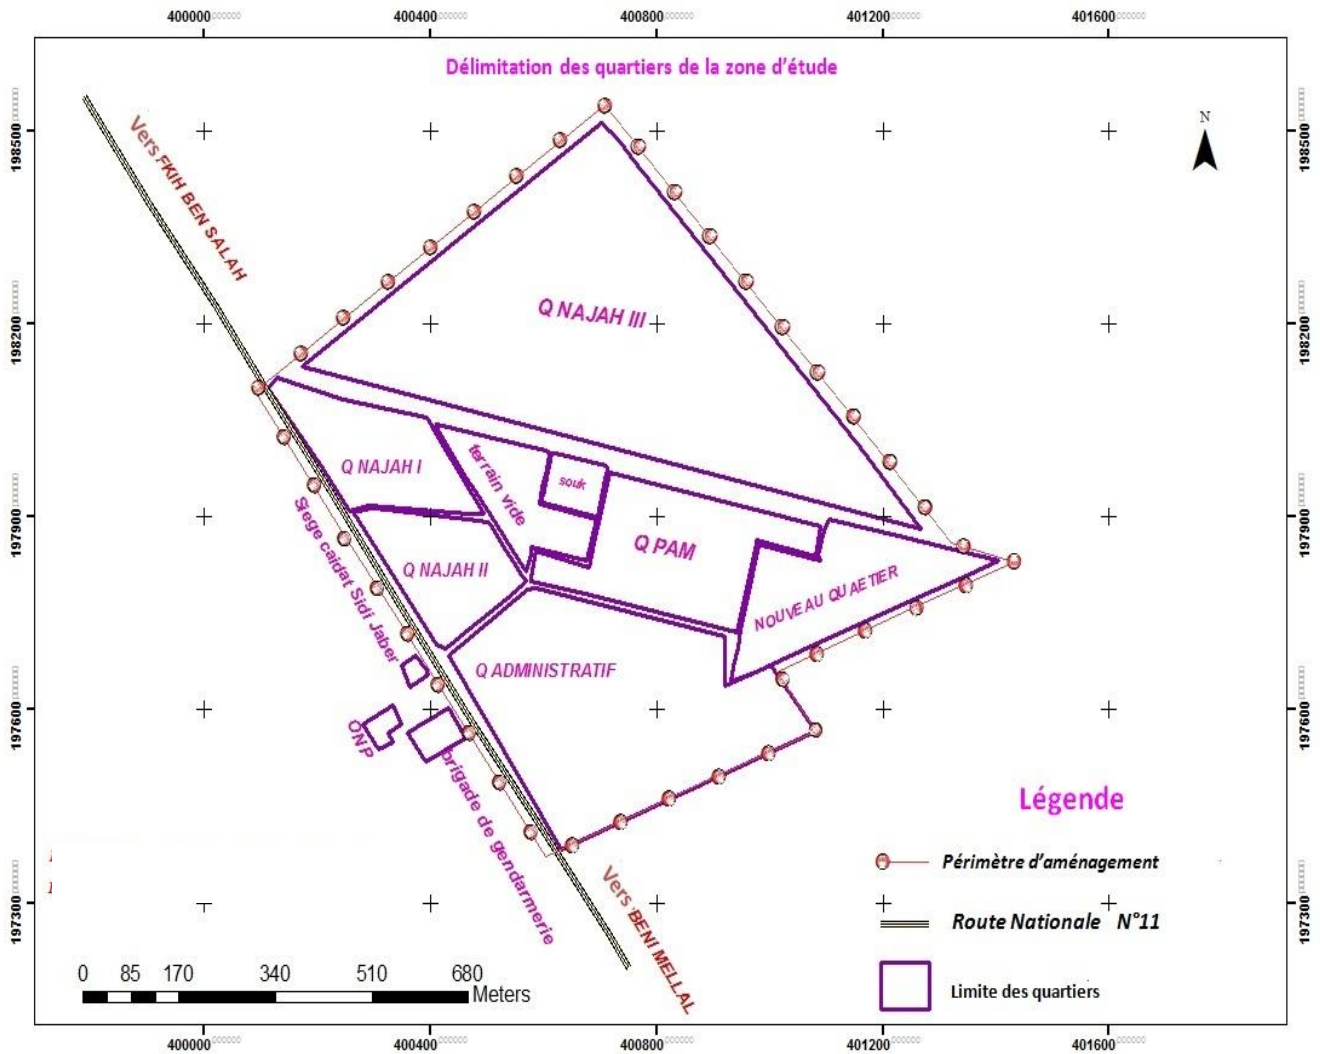 400000 400400 400800 401200 401600
Délimitation des quartiers de la zone d'étude
198500 198500
N
Vers FKIH BEN SALAH
198200 198200
Q NAJAH III
Q NAJAH I
terrain vide
souk
197900 197900
Q PAM
Siege caidat Sidi Jaber
Q NAJAH II
NOUVEAU QUAETIER
Q ADMINISTRATIF
197600 197600
ONP
brigade de gendarmerie
Légende
Périmètre d'aménagement
Vers BENI MELLAL
197300 197300
Route Nationale N°11
0 85 170 340 510 680
Meters
Limite des quartiers
400000 400400 400800 401200 401600